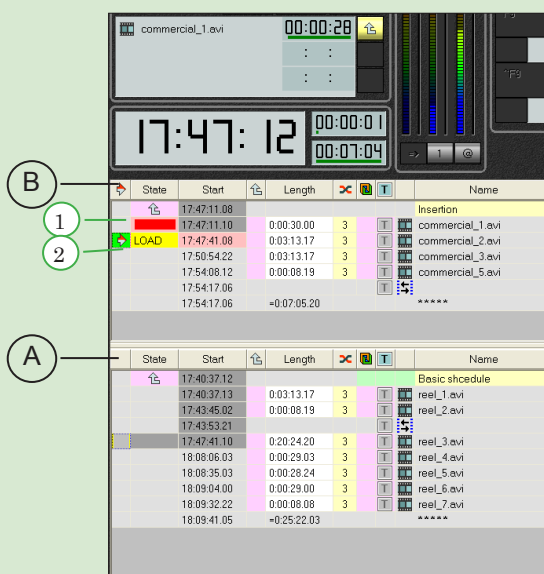 commercial_1.avi 00:00:28
: :
: :
F9
17:47:12 00:00:01
00:07:04
1 @
B
State Start Length T Name
17:47:11.08 Insertion
1
17:47:11.10 0:00:30.00 3 T commercial_1.avi
2
LOAD 17:47:41.08 0:03:13.17 3 T commercial_2.avi
17:50:54.22 0:03:13.17 3 T commercial_3.avi
17:54:08.12 0:00:08.19 3 T commercial_5.avi
17:54:17.06 T
17:54:17.06 =0:07:05.20 *****
A
State Start Length T Name
17:40:37.12 Basic shcedule
17:40:37.13 0:03:13.17 3 T reel_1.avi
17:43:45.02 0:00:08.19 3 T reel_2.avi
17:43:53.21 T
17:47:41.10 0:20:24.20 3 T reel_3.avi
18:08:06.03 0:00:29.03 3 T reel_4.avi
18:08:35.03 0:00:28.24 3 T reel_5.avi
18:09:04.00 0:00:29.00 3 T reel_6.avi
18:09:32.22 0:00:08.08 3 T reel_7.avi
18:09:41.05 =0:25:22.03 *****